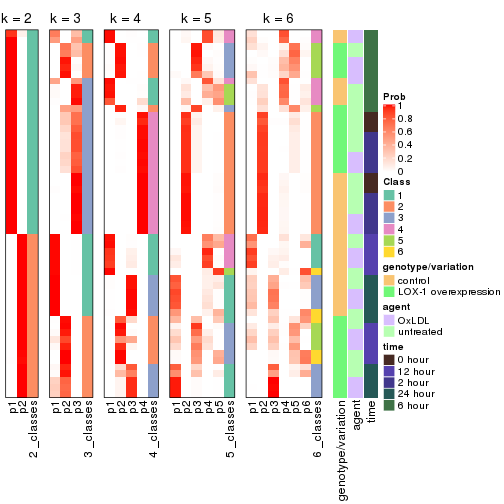 k = 2 k = 3 k = 4 k = 5 k = 6
Prob
1
0.8
0.6
0.4
0.2
0
Class
1
2
3
4
5
6
genotype/variation
control
LOX-1 overexpression
agent
OxLDL
untreated
time
0 hour
12 hour
2 hour
24 hour
6 hour
p1 p2 2_classes p1 p2 p3 3_classes p1 p2 p3 p4 4_classes p1 p2 p3 p4 p5 5_classes p1 p2 p3 p4 p5 p6 6_classes genotype/variation agent time